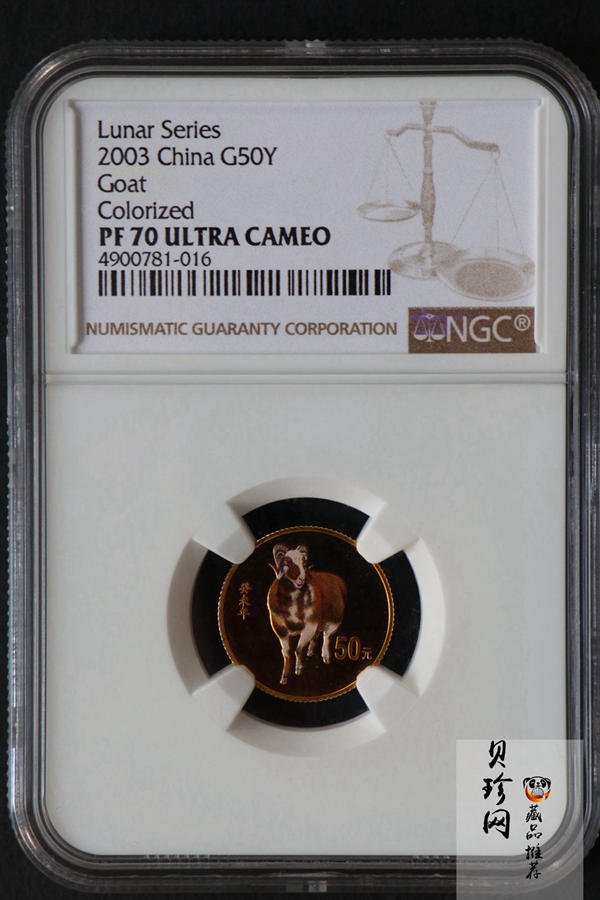 Lunar Series
2003 China G50Y
Goat
Colorized
PF 70 ULTRA CAMEO
4900781-016
NUMISMATIC GUARANTY CORPORATION
NGC®
癸未年
50元
贝珍网
藏品推荐